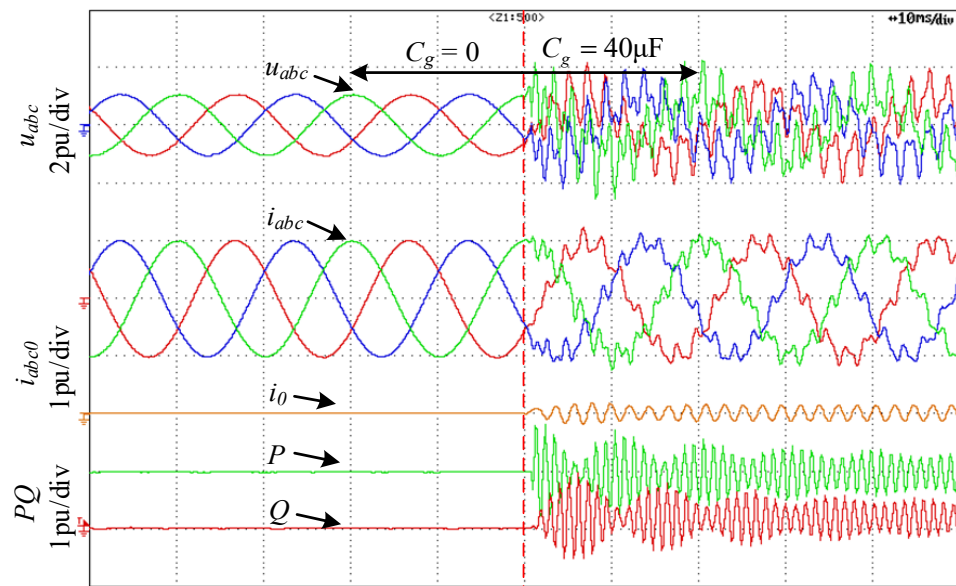 <Z1:500>
↔10ms/div
C_g = 0
C_g = 40μF
u_abc
u_abc
2pu/div
i_abc
i_abc0
1pu/div
i_0
P
Q
PQ
1pu/div